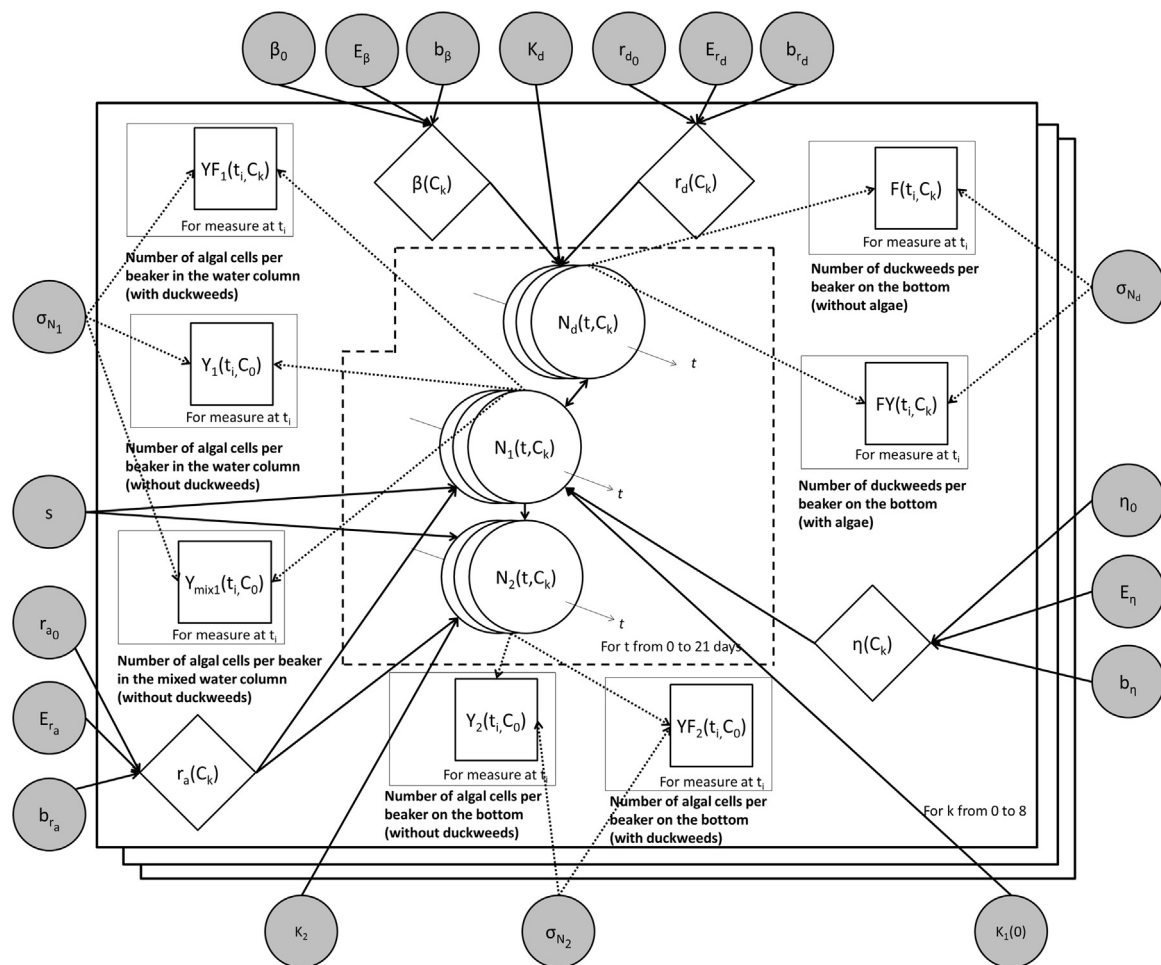 β0
Eβ
bβ
Kd
rd0
Erd
brd
YF1(ti,Ck)
For measure at ti
Number of algal cells per
beaker in the water column
(with duckweeds)
β(Ck)
rd(Ck)
F(ti,Ck)
For measure at ti
Number of duckweeds per
beaker on the bottom
(without algae)
σN1
σNd
Nd(t,Ck)
t
Y1(ti,C0)
For measure at ti
Number of algal cells per
beaker in the water column
(without duckweeds)
FY(ti,Ck)
For measure at ti
Number of duckweeds per
beaker on the bottom
(with algae)
N1(t,Ck)
t
s
η0
Ymix1(ti,C0)
For measure at ti
Number of algal cells per beaker
in the mixed water column
(without duckweeds)
N2(t,Ck)
t
For t from 0 to 21 days
η(Ck)
Eη
bη
ra0
Era
bra
ra(Ck)
Y2(ti,C0)
For measure at ti
Number of algal cells per
beaker on the bottom
(without duckweeds)
YF2(ti,C0)
For measure at ti
Number of algal cells per
beaker on the bottom
(with duckweeds)
For k from 0 to 8
K2
σN2
K1(0)